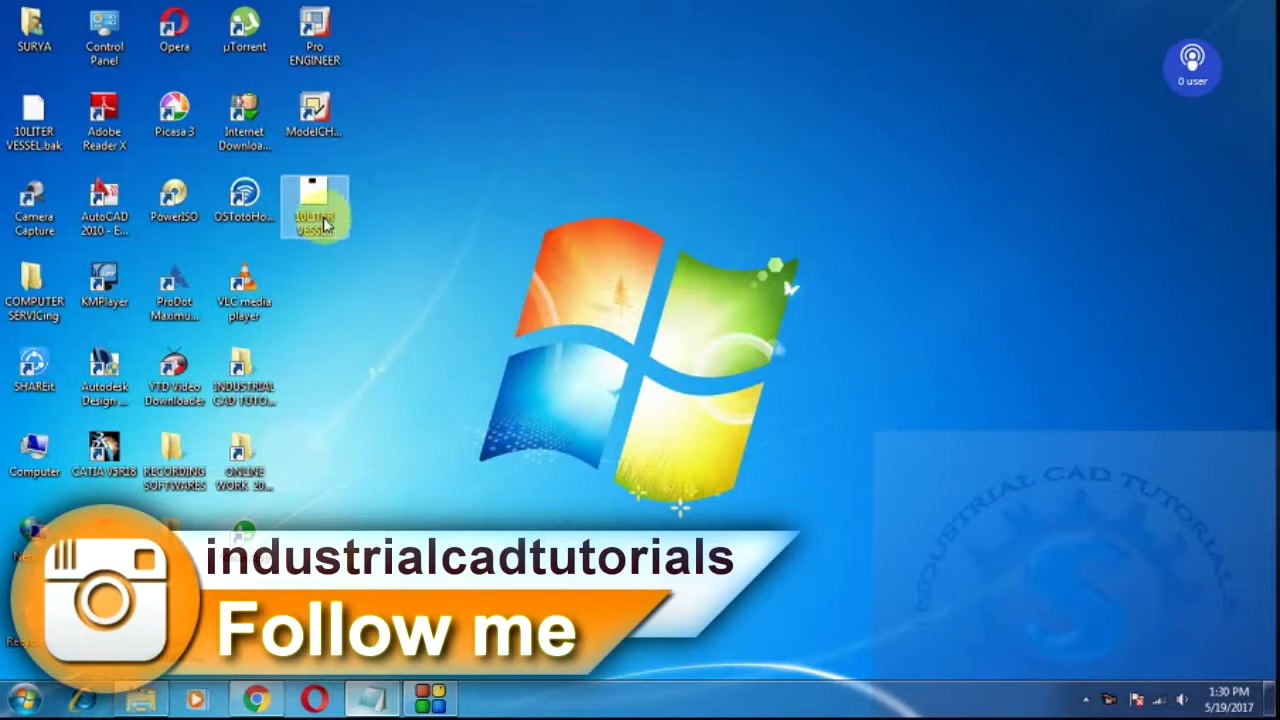 SURYA
Control
Panel
Opera
µTorrent
Pro
ENGINEER
0 user
10LITER
VESSEL.bak
Adobe
Reader X
Picasa 3
Internet
Downloa...
ModelCH...
Camera
Capture
AutoCAD
2010 - E...
PowerISO
OSTotoHo...
10LITER
COMPUTER
SERVICing
KMPlayer
ProDot
Maximu...
VLC media
player
SHAREit
Autodesk
Design ...
YTD Video
Downloader
INDUSTRIAL
CAD TUTO...
Computer
CATIA V5R18
RECORDING
SOFTWARES
ONLINE
WORK 20...
INDUSTRIAL CAD TUTORIALS
industrialcadtutorials
Follow me
1:30 PM
5/19/2017